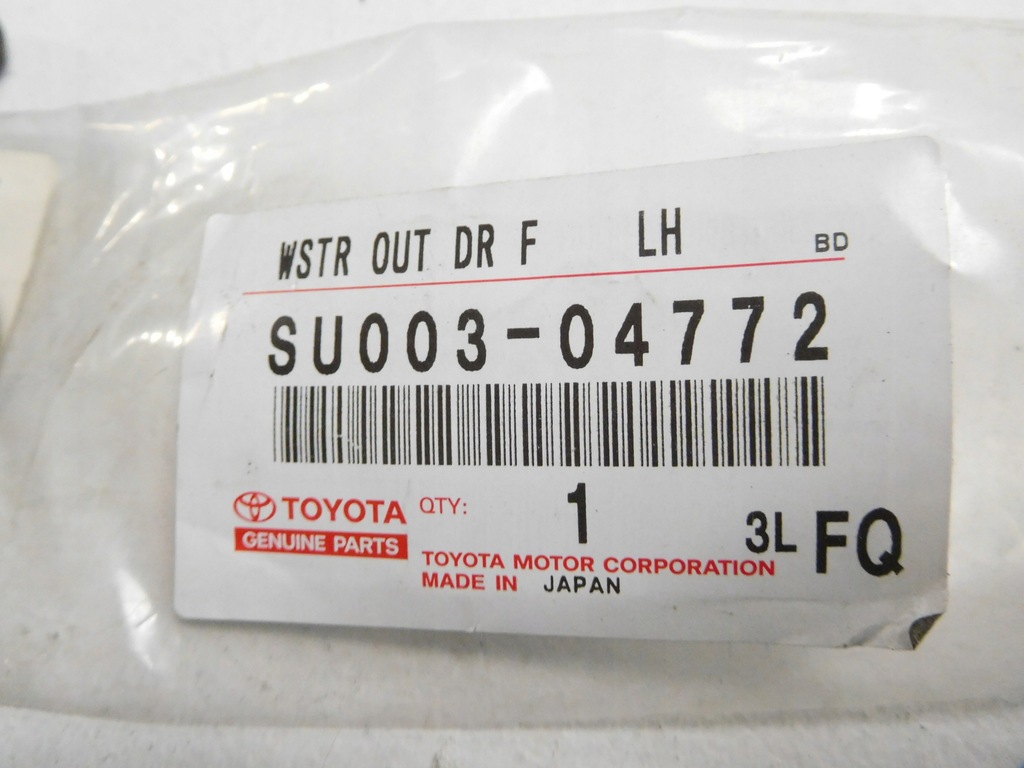 WSTR OUT DR F LH BD
SU003-04772
TOYOTA QTY: 1 3L FQ
GENUINE PARTS
TOYOTA MOTOR CORPORATION
MADE IN JAPAN